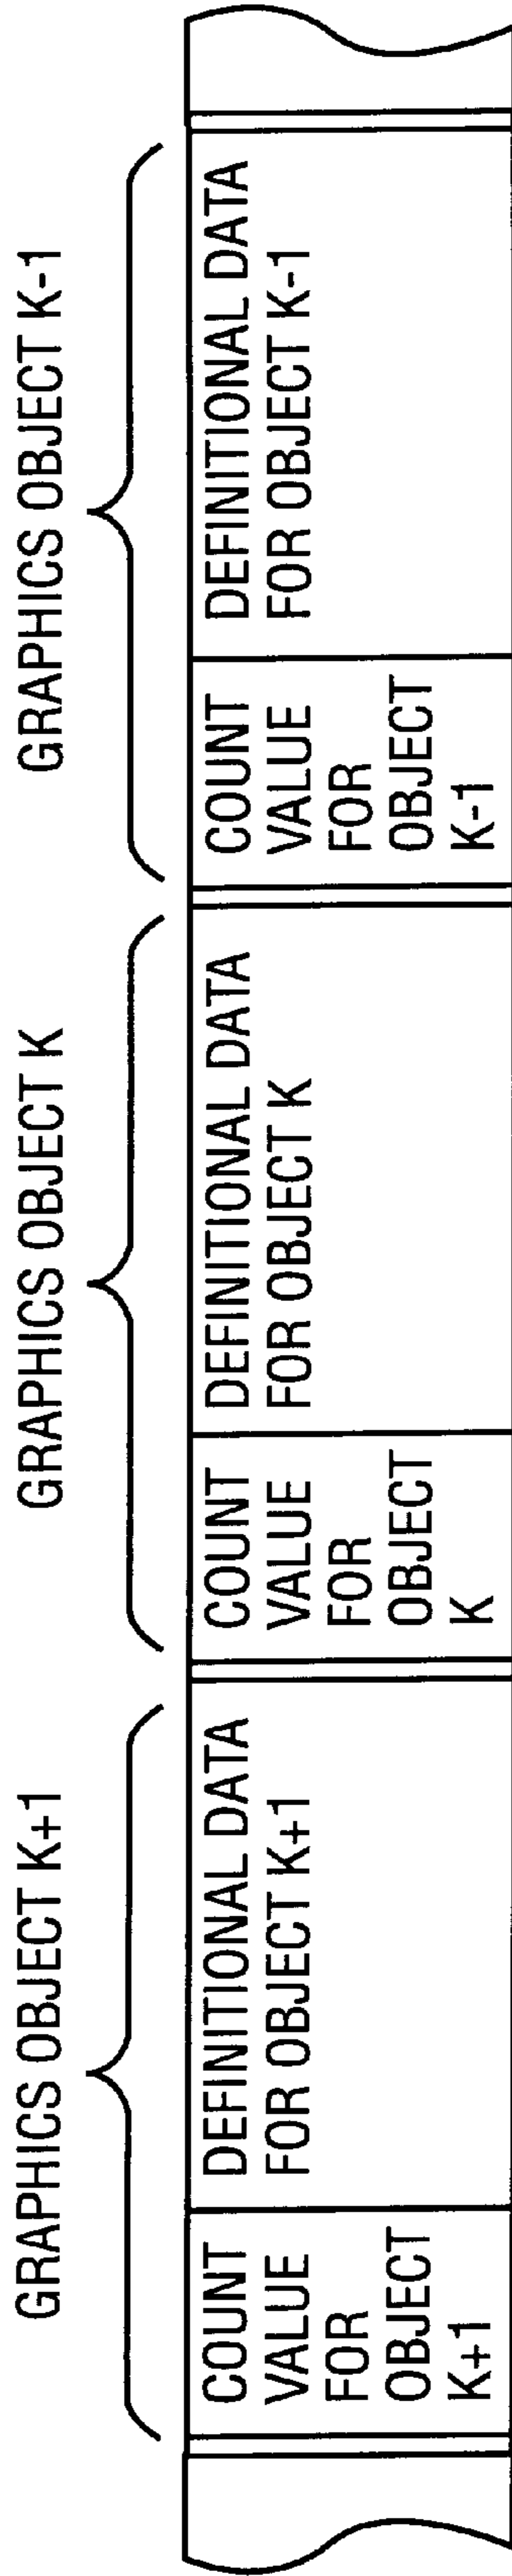 GRAPHICS OBJECT K+1
GRAPHICS OBJECT K
GRAPHICS OBJECT K-1
COUNT
VALUE
FOR
OBJECT
K+1
DEFINITIONAL DATA
FOR OBJECT K+1
COUNT
VALUE
FOR
OBJECT
K
DEFINITIONAL DATA
FOR OBJECT K
COUNT
VALUE
FOR
OBJECT
K-1
DEFINITIONAL DATA
FOR OBJECT K-1